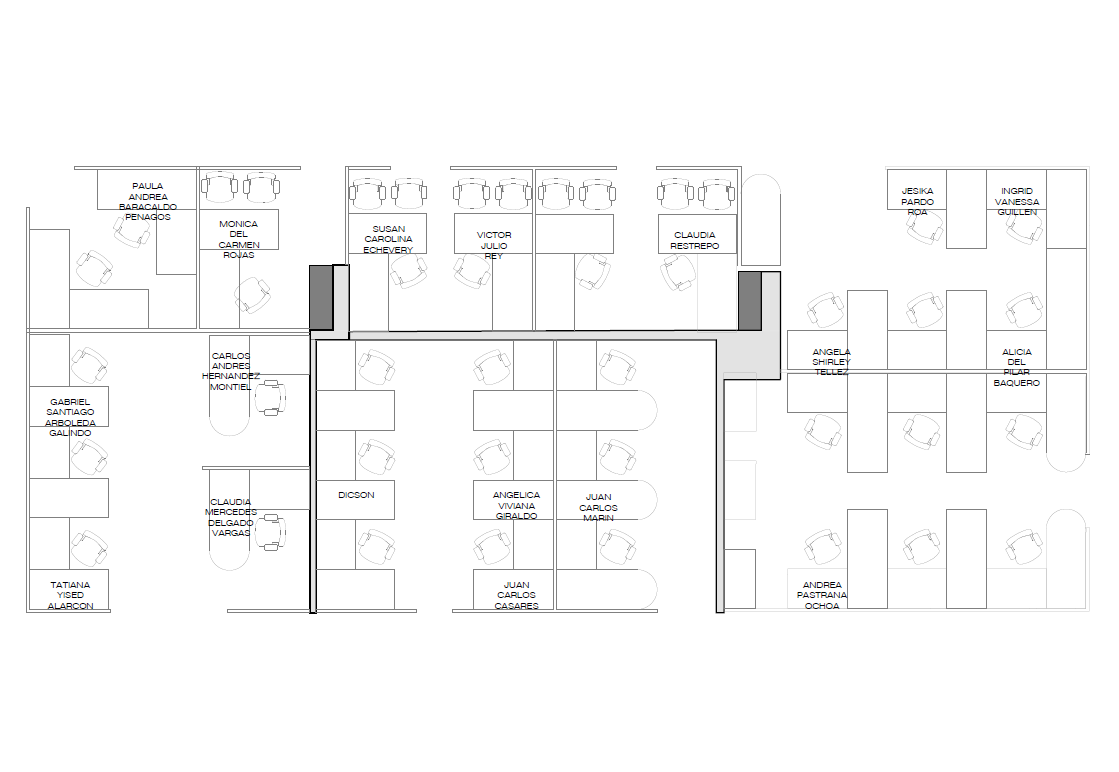 PAULA
ANDREA
BARACALDO
PENAGOS
MONICA
DEL
CARMEN
ROJAS
SUSAN
CAROLINA
ECHEVERY
VICTOR
JULIO
REY
CLAUDIA
RESTREPO
JESIKA
PARDO
ROA
INGRID
VANESSA
GUILLEN
CARLOS
ANDRES
HERNANDEZ
MONTIEL
ANGELA
SHIRLEY
TELLEZ
ALICIA
DEL
PILAR
BAQUERO
GABRIEL
SANTIAGO
ARBOLEDA
GALINDO
CLAUDIA
MERCEDES
DELGADO
VARGAS
DICSON
ANGELICA
VIVIANA
GIRALDO
JUAN
CARLOS
MARIN
TATIANA
YISED
ALARCON
JUAN
CARLOS
CASARES
ANDREA
PASTRANA
OCHOA